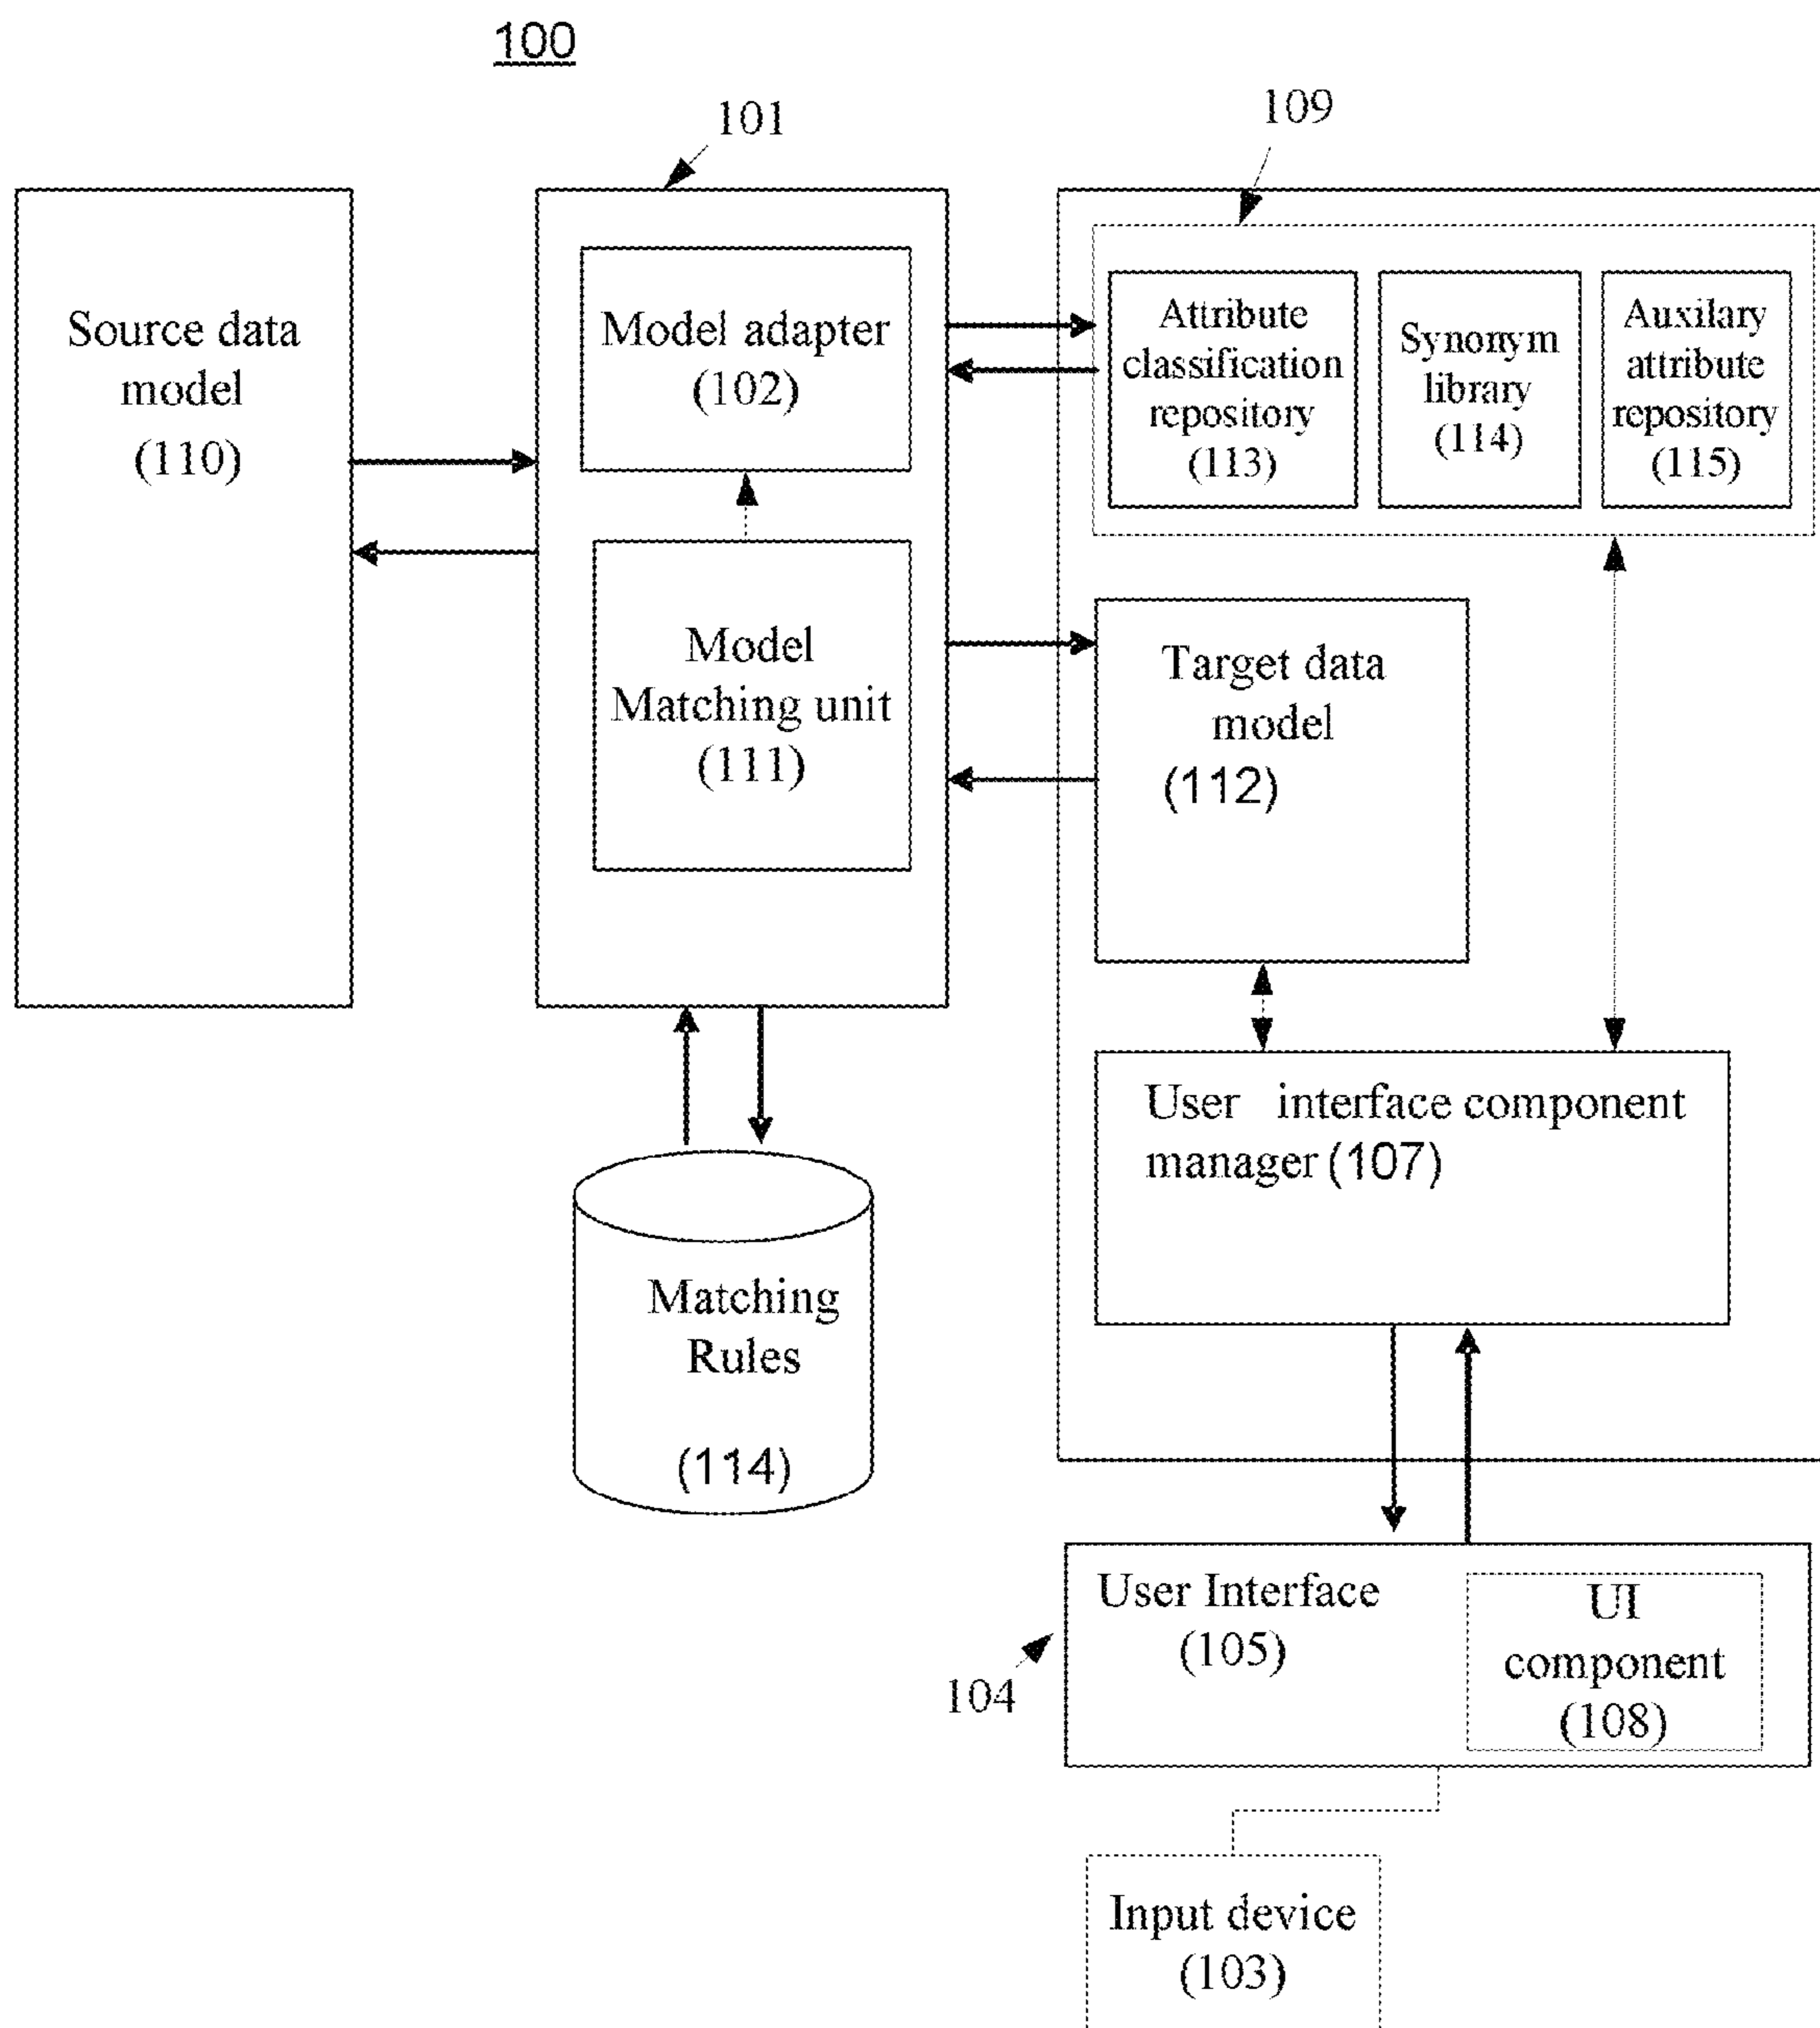 100
101
109
Source data
model
(110)
Model adapter
(102)
Model
Matching unit
(111)
Attribute
classification
repository
(113)
Synonym
library
(114)
Auxilary
attribute
repository
(115)
Target data
model
(112)
User interface component
manager (107)
Matching
Rules
(114)
104
User Interface
(105)
UI
component
(108)
Input device
(103)